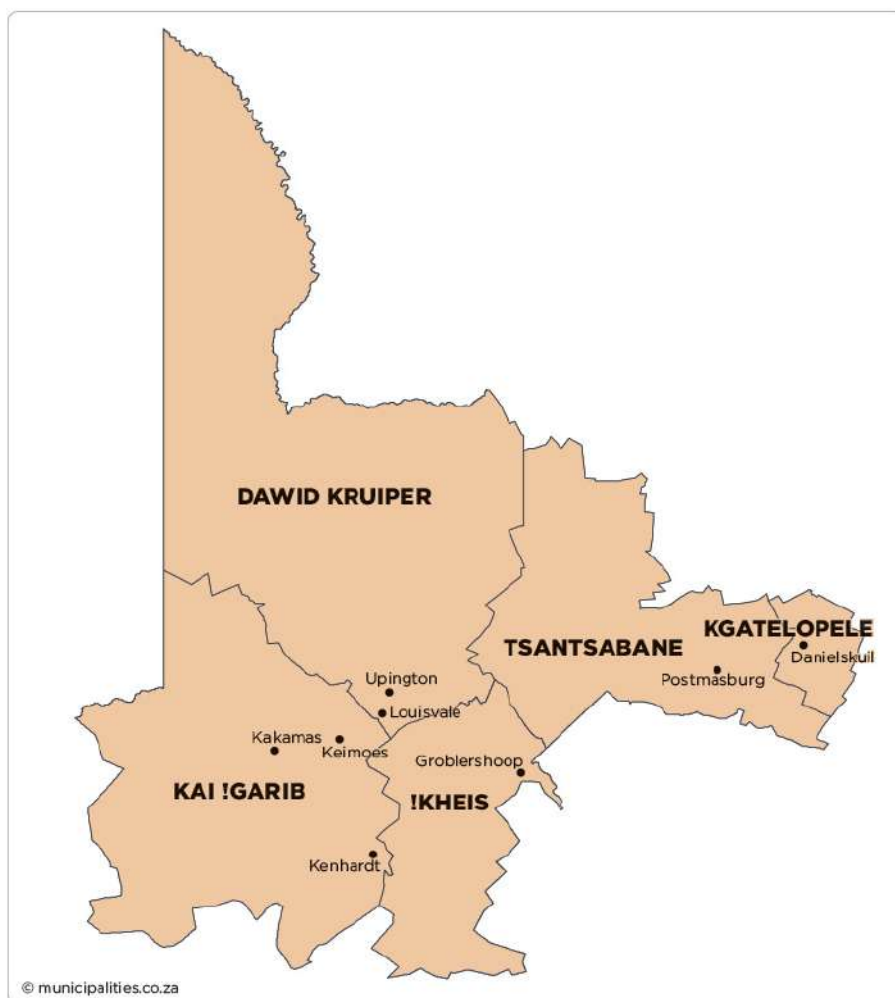 DAWID KRUIPER
KGATELOPELE
TSANTSABANE
Danielskuil
Postmasburg
Upington
Louisvale
Kakamas
Keimoes
Groblershoop
KAI !GARIB
!KHEIS
Kenhardt
© municipalities.co.za